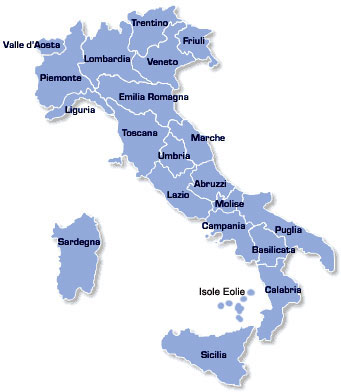 Trentino
Valle d'Aosta
Friuli
Lombardia
Veneto
Piemonte
Emilia Romagna
Liguria
Toscana
Marche
Umbria
Abruzzi
Lazio
Molise
Campania
Puglia
Sardegna
Basilicata
Isole Eolie
Calabria
Sicilia